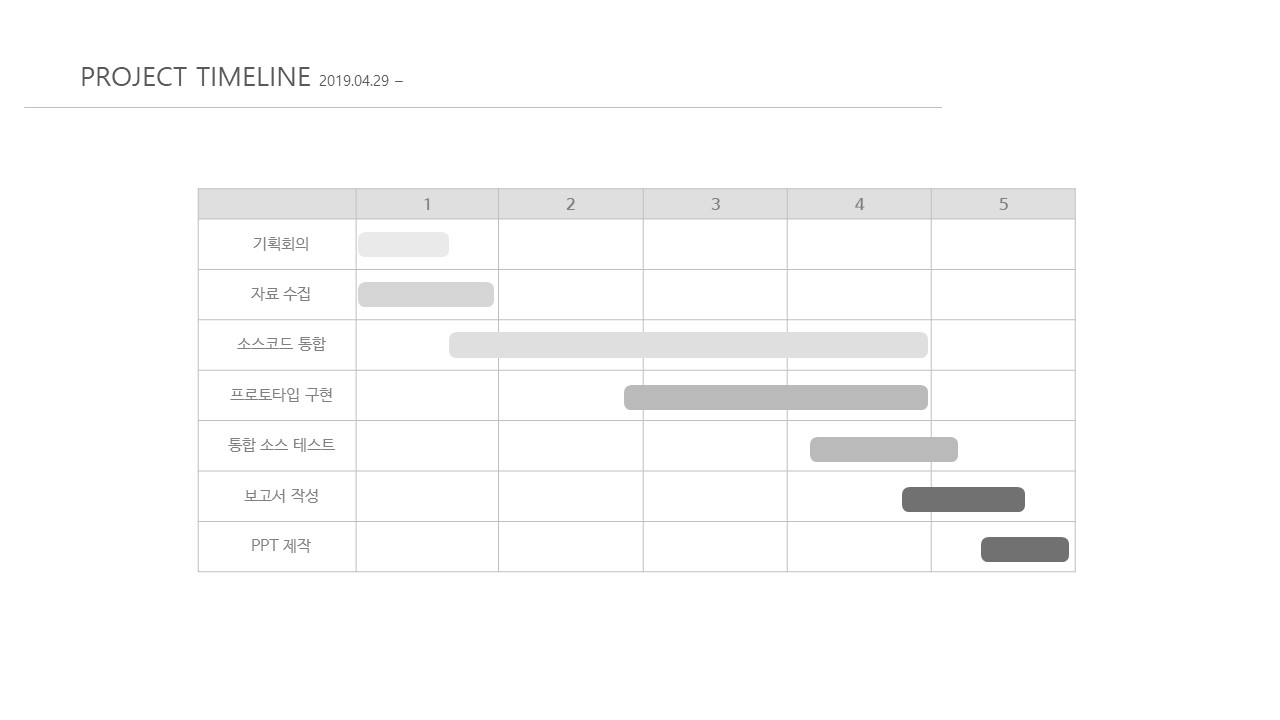 PROJECT TIMELINE 2019.04.29 –
1 2 3 4 5
기획회의
자료 수집
소스코드 통합
프로토타입 구현
통합 소스 테스트
보고서 작성
PPT 제작